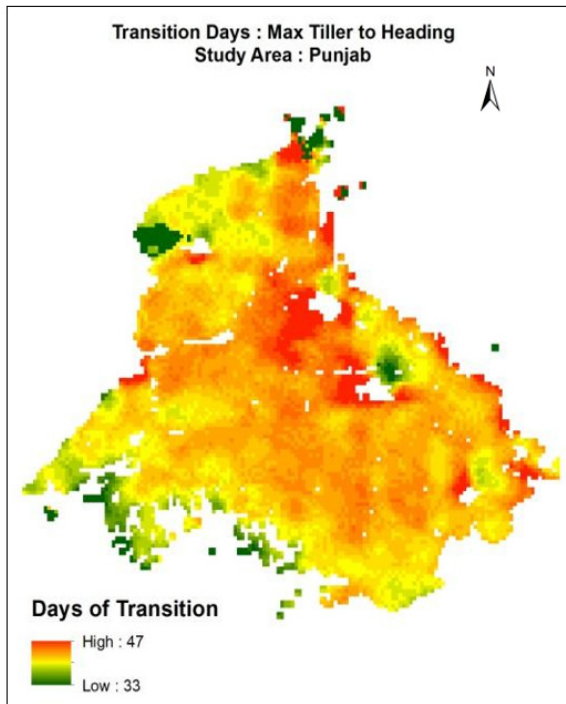 Transition Days : Max Tiller to Heading
Study Area : Punjab
N
Days of Transition
High : 47
Low : 33